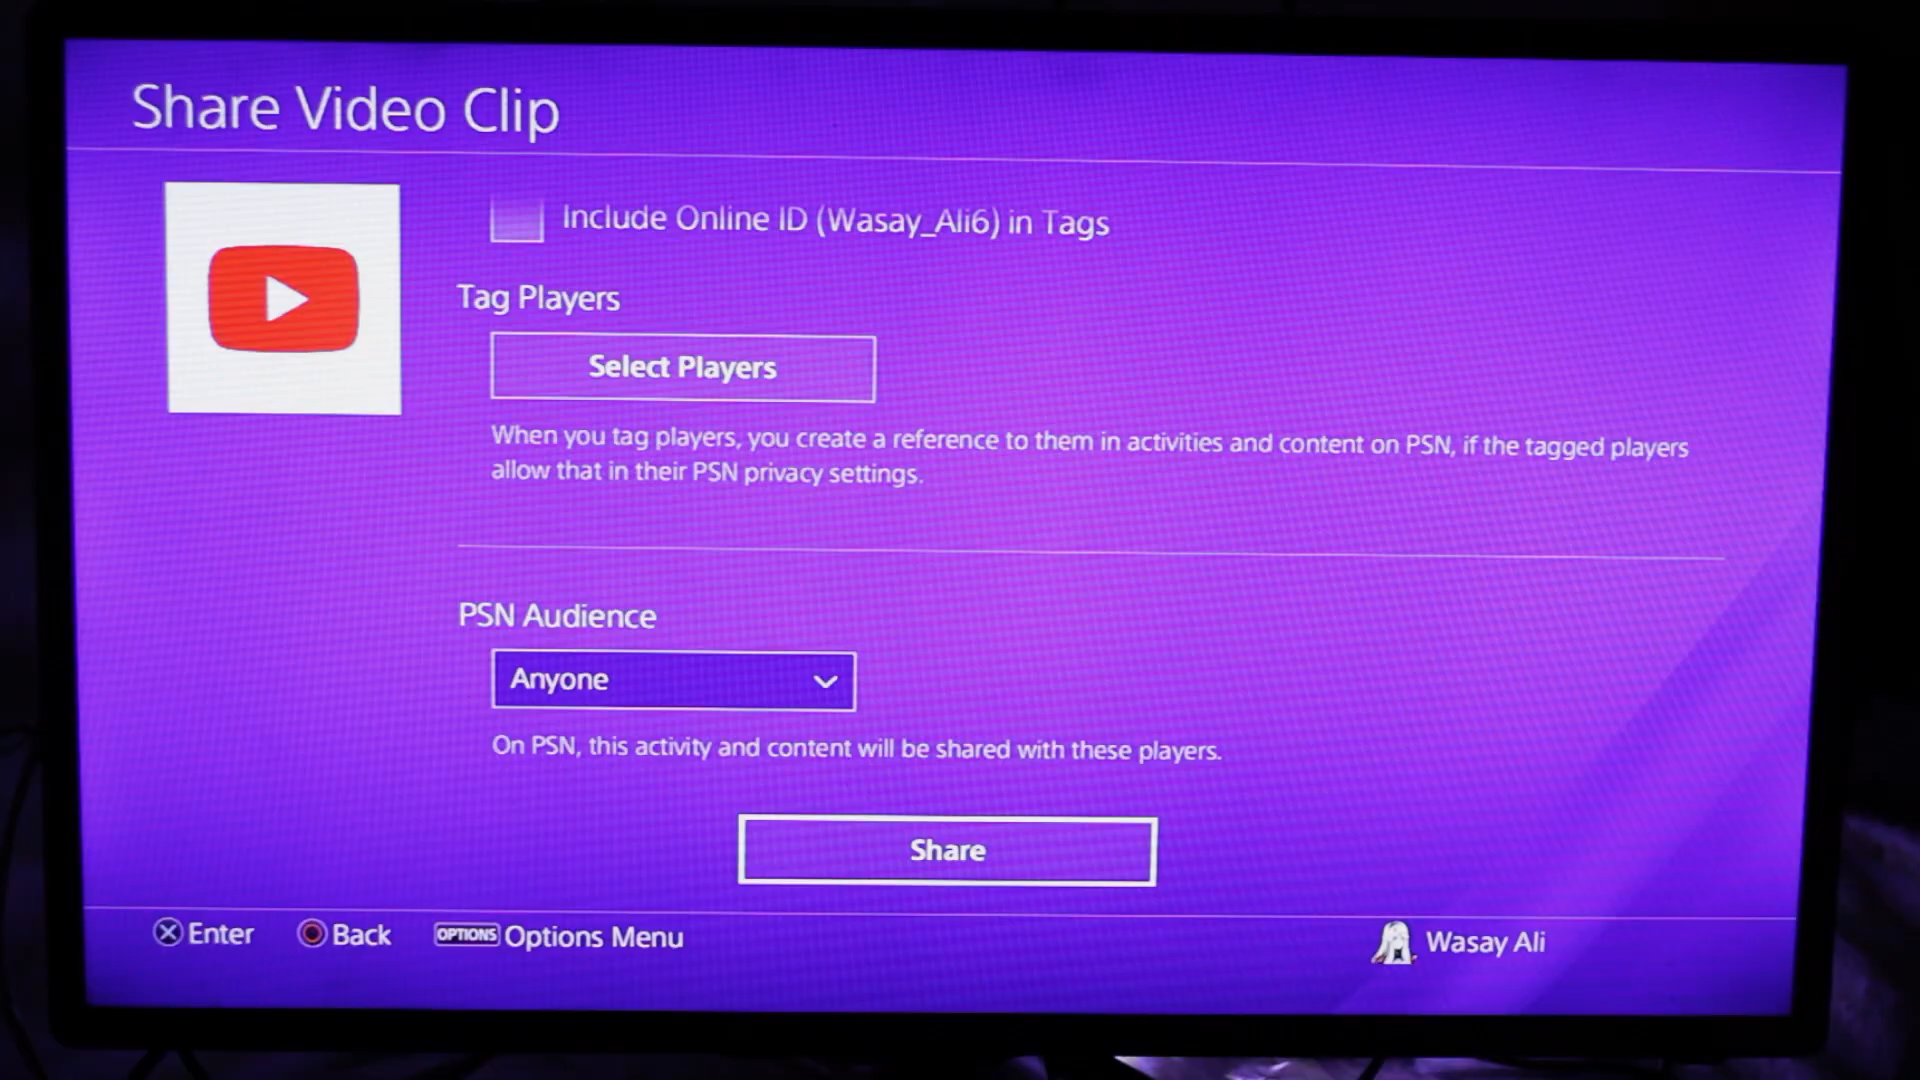 Share Video Clip
Include Online ID (Wasay_Ali6) in Tags
Tag Players
Select Players
When you tag players, you create a reference to them in activities and content on PSN, if the tagged players
allow that in their PSN privacy settings.
PSN Audience
Anyone
On PSN, this activity and content will be shared with these players.
Share
Enter Back OPTIONS Options Menu Wasay Ali